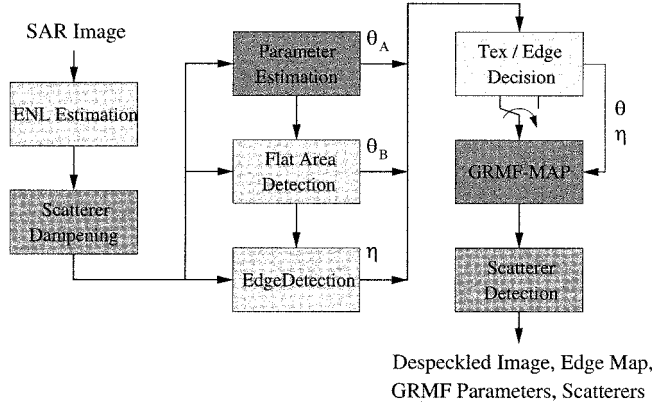 SAR Image
ENL Estimation
Scatterer
Dampening
Parameter
Estimation
θA
Flat Area
Detection
θB
EdgeDetection
η
Tex / Edge
Decision
θ
η
GRMF-MAP
Scatterer
Detection
Despeckled Image, Edge Map,
GRMF Parameters, Scatterers